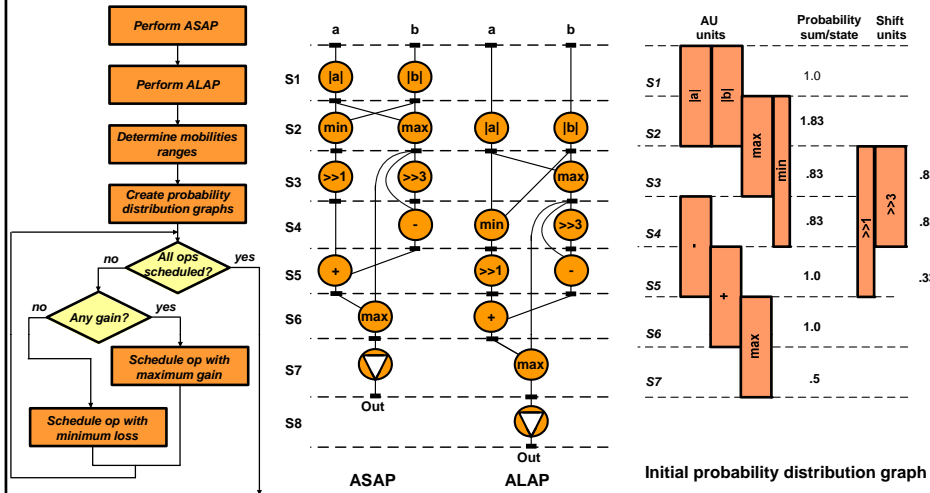 Perform ASAP
Perform ALAP
Determine mobilities
ranges
Create probability
distribution graphs
All ops
scheduled?
no
yes
Any gain?
no
yes
Schedule op with
maximum gain
Schedule op with
minimum loss
a
b
a
b
S1
|a|
|b|
S2
min
max
|a|
|b|
S3
>>1
>>3
max
S4
-
min
>>3
S5
+
>>1
-
S6
max
+
S7
max
Out
S8
Out
ASAP
ALAP
AU
units
Probability
sum/state
Shift
units
S1
1.0
|a|
|b|
S2
1.83
max
min
S3
.83
.8
>>1
>>3
S4
.83
.8
-
S5
1.0
.3
+
S6
1.0
max
S7
.5
Initial probability distribution graph